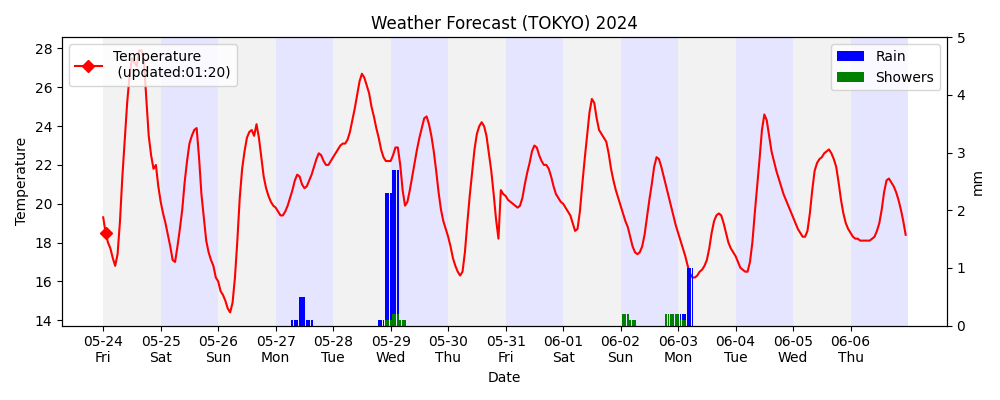 Weather Forecast (TOKYO) 2024
Temperature
(updated:01:20)
Rain
Showers
Temperature
28
26
24
22
20
18
16
14
5
4
3
2
1
0
mm
05-24 05-25 05-26 05-27 05-28 05-29 05-30 05-31 06-01 06-02 06-03 06-04 06-05 06-06
Fri Sat Sun Mon Tue Wed Thu Fri Sat Sun Mon Tue Wed Thu
Date